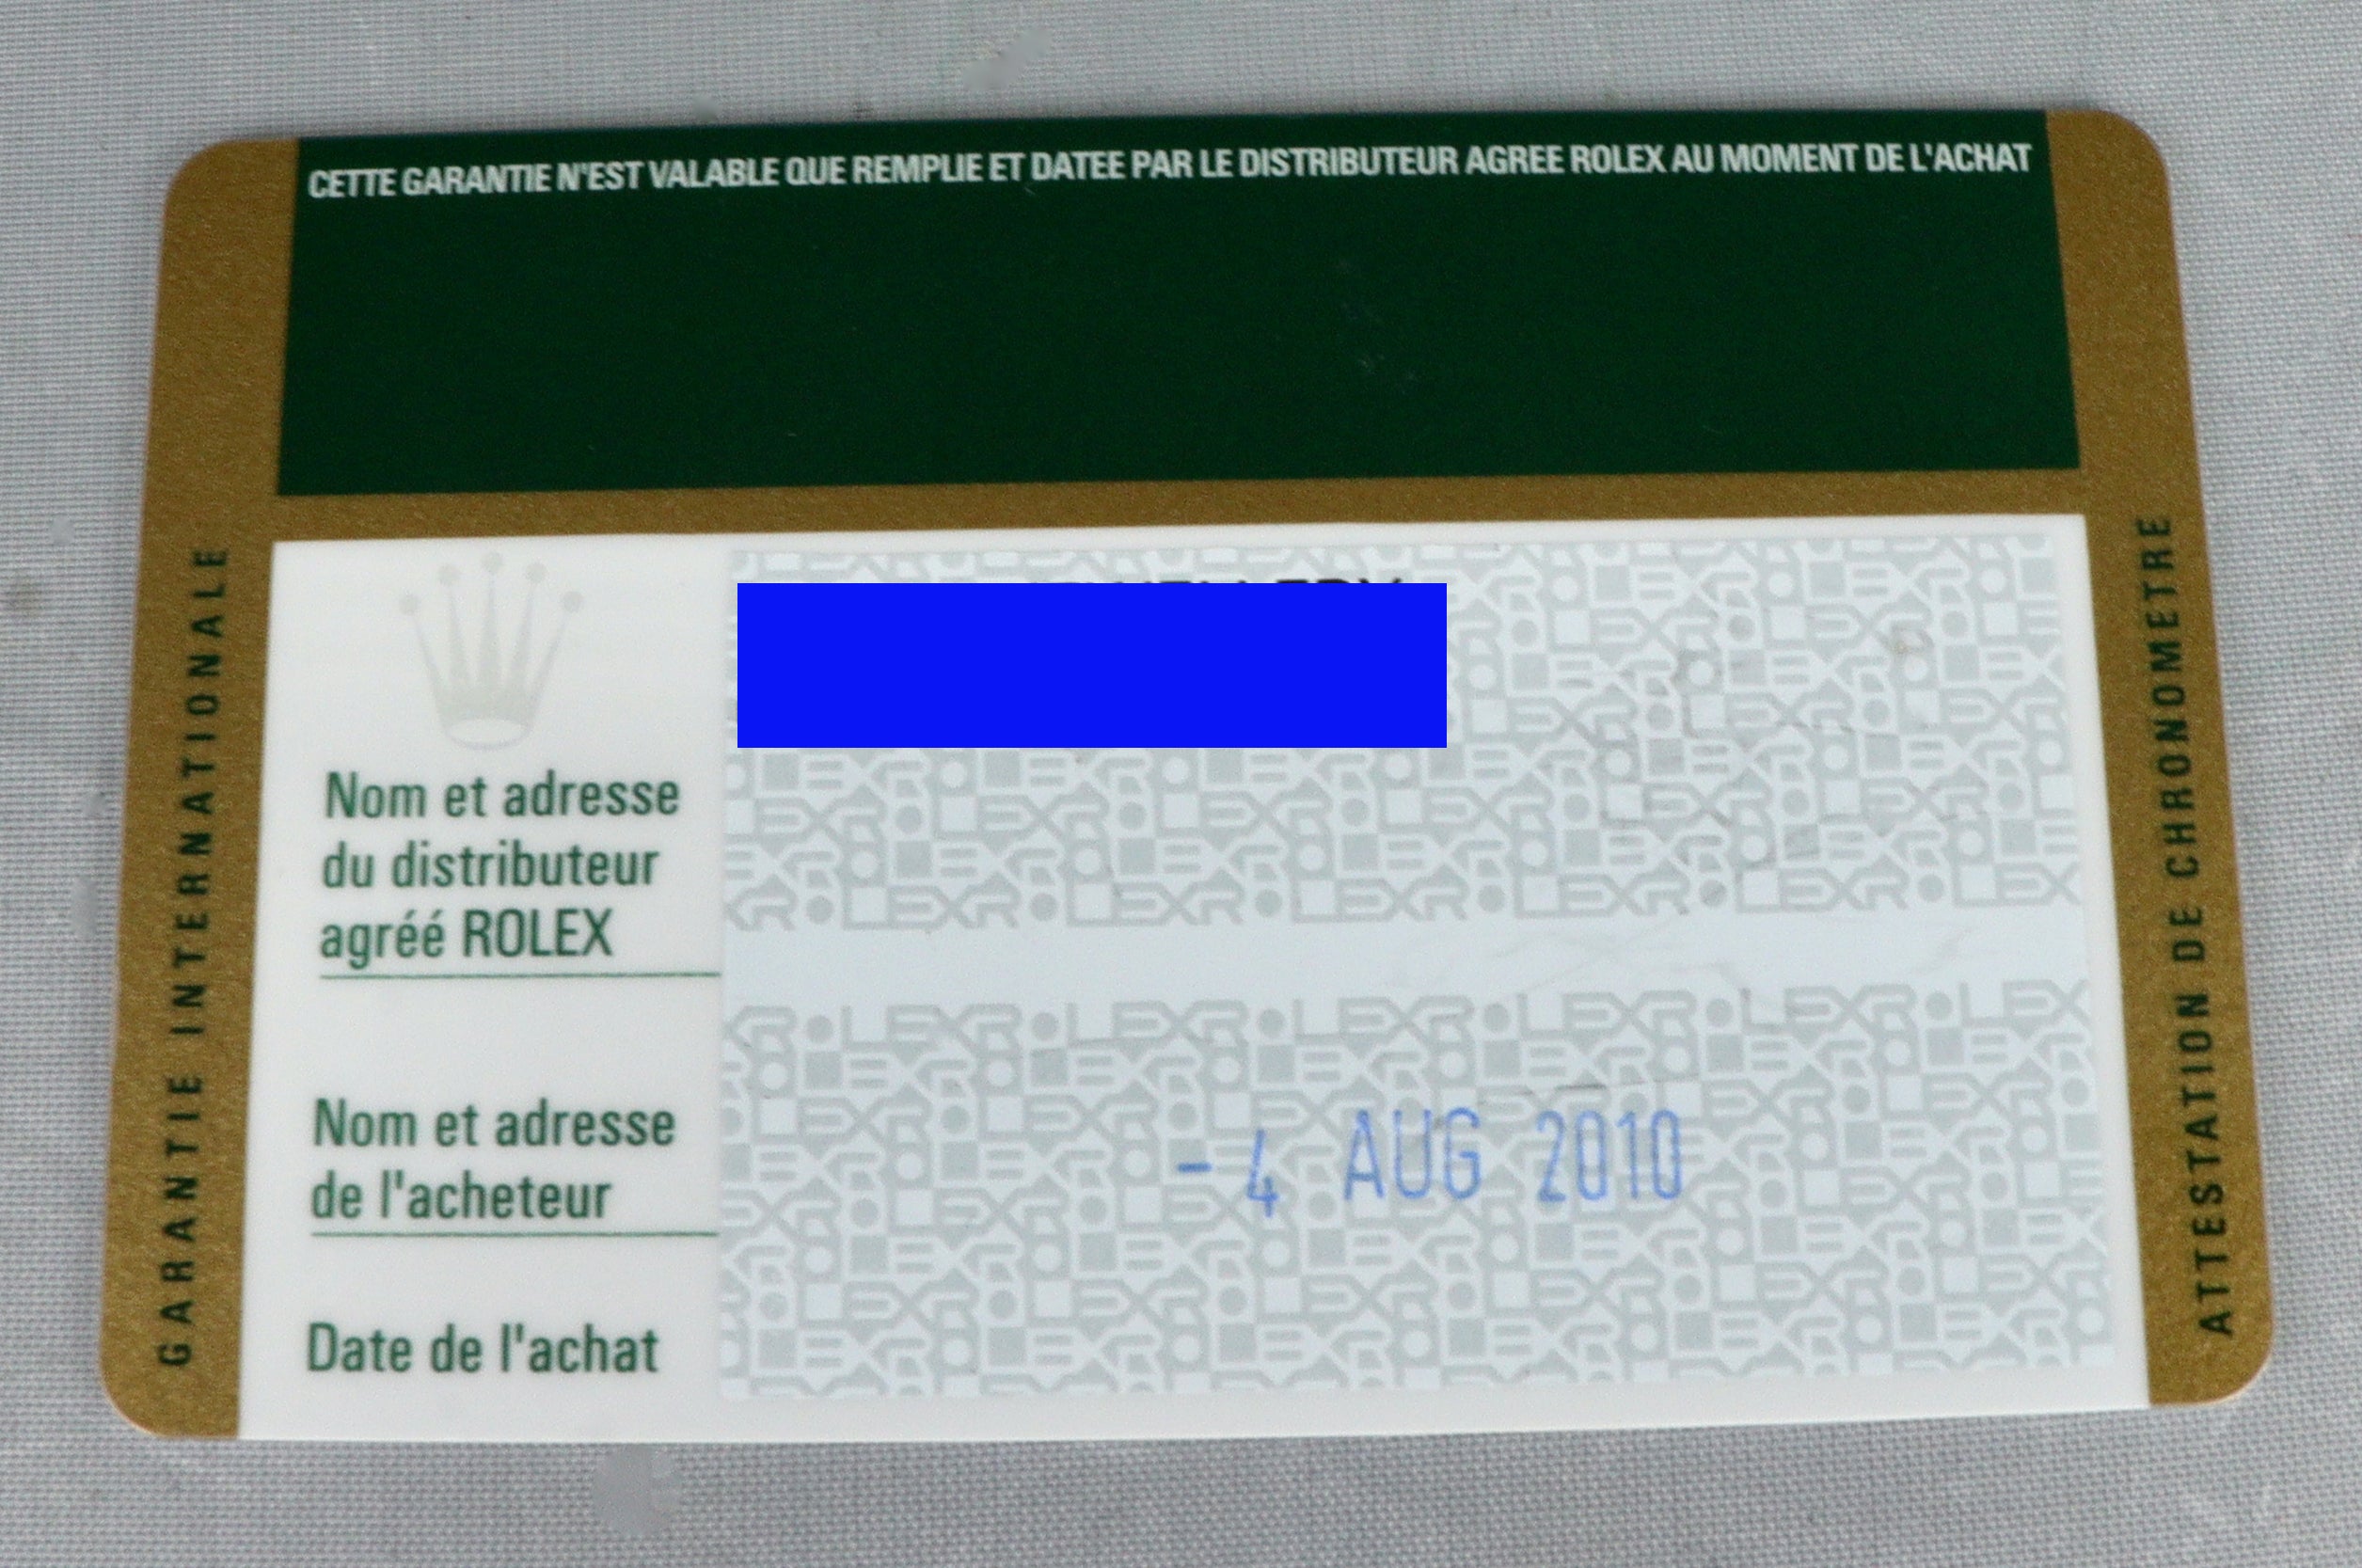 CETTE GARANTIE N'EST VALABLE QUE REMPLIE ET DATEE PAR LE DISTRIBUTEUR AGREE ROLEX AU MOMENT DE L'ACHAT
GARANTIE INTERNATIONALE
Nom et adresse
du distributeur
agréé ROLEX
Nom et adresse
de l'acheteur
- 4 AUG 2010
Date de l'achat
ATTESTATION DE CHRONOMETRE